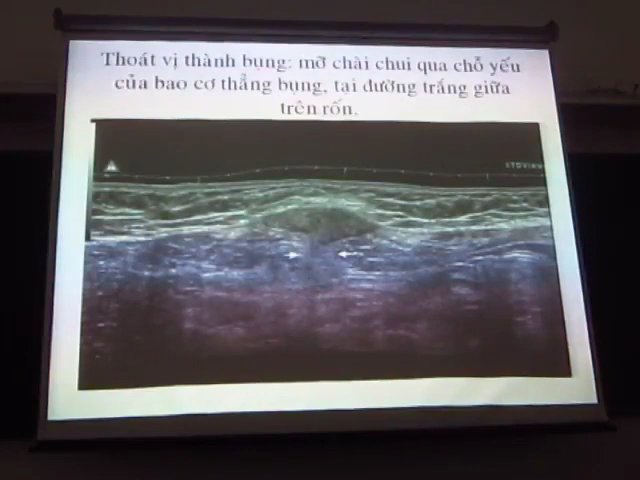 Thoát vị thành bụng: mỡ chài chui qua chỗ yếu
của bao cơ thẳng bụng, tại đường trắng giữa
trên rốn.
XTDView